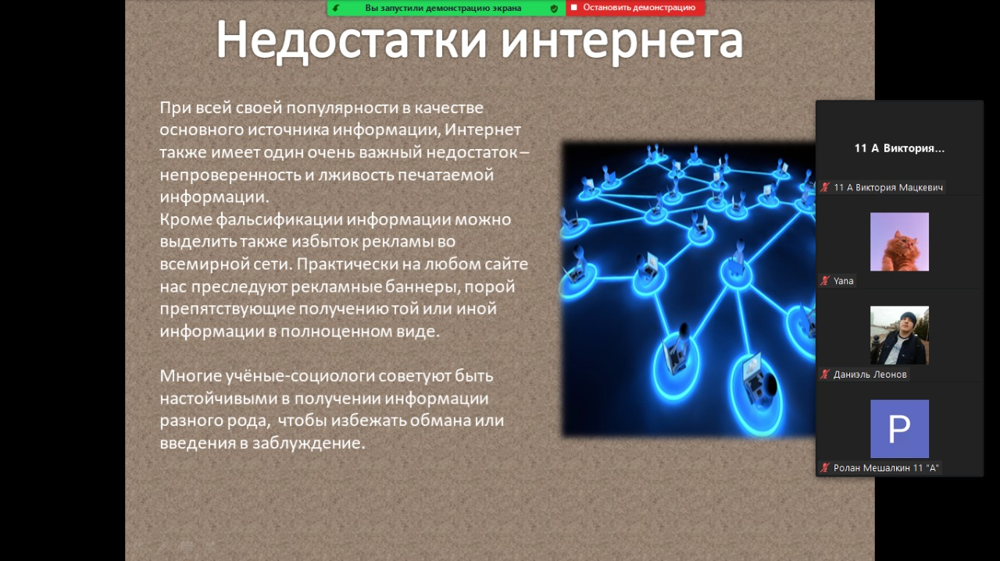 Вы запустили демонстрацию экрана
Остановить демонстрацию
Недостатки интернета
При всей своей популярности в качестве
основного источника информации, Интернет
также имеет один очень важный недостаток –
непроверенность и лживость печатаемой
информации.
Кроме фальсификации информации можно
выделить также избыток рекламы во
всемирной сети. Практически на любом сайте
нас преследуют рекламные баннеры, порой
препятствующие получению той или иной
информации в полноценном виде.
Многие учёные-социологи советуют быть
настойчивыми в получении информации
разного рода, чтобы избежать обмана или
введения в заблуждение.
11 А Виктория...
11 А Виктория Мацкевич
Yana
Даниэль Леонов
P
Ролан Мешалкин 11 "А"